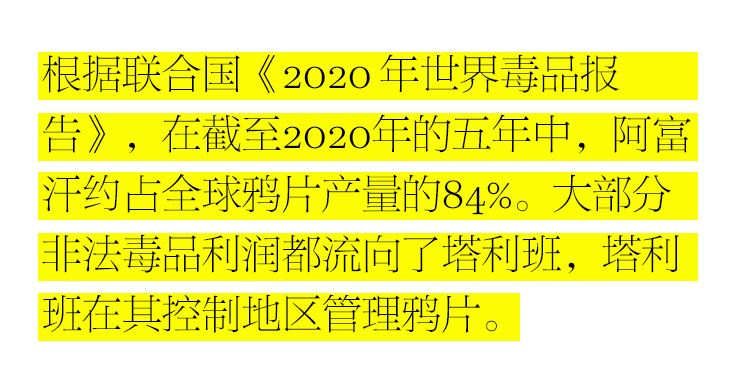 根据联合国《2020 年世界毒品报
告》，在截至2020年的五年中，阿富
汗约占全球鸦片产量的84%。大部分
非法毒品利润都流向了塔利班，塔利
班在其控制地区管理鸦片。